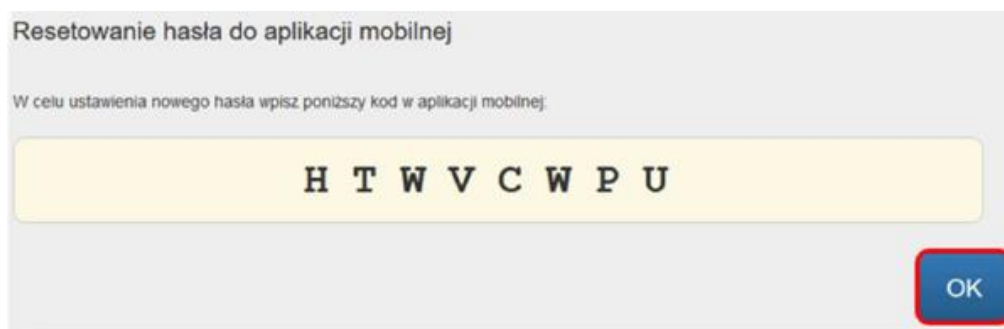 Resetowanie hasła do aplikacji mobilnej
W celu ustawienia nowego hasła wpisz poniższy kod w aplikacji mobilnej:
H T W V C W P U
OK